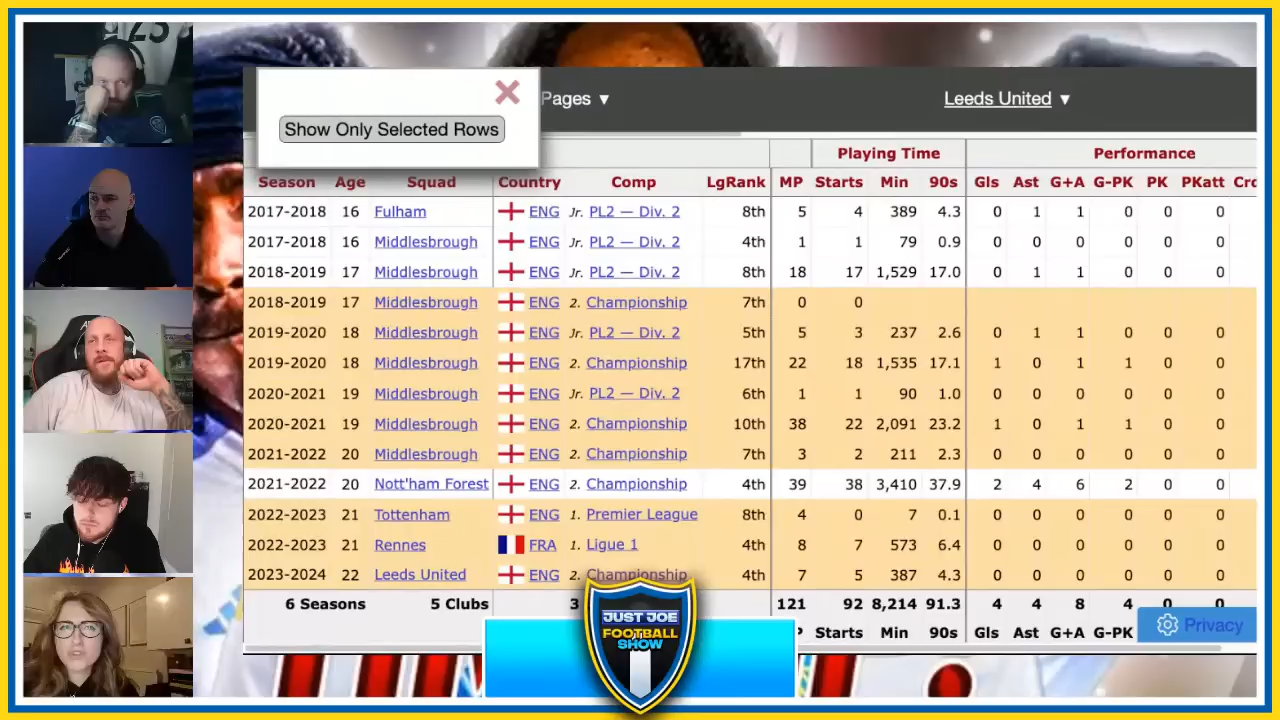 23
Pages ▼
Leeds United ▼
Show Only Selected Rows
Playing Time Performance
Season Age Squad Country Comp LgRank MP Starts Min 90s Gls Ast G+A G-PK PK PKatt Crd
2017-2018 16 Fulham ENG Jr. PL2 — Div. 2 8th 5 4 389 4.3 0 1 1 0 0 0
2017-2018 16 Middlesbrough ENG Jr. PL2 — Div. 2 4th 1 1 79 0.9 0 0 0 0 0 0
2018-2019 17 Middlesbrough ENG Jr. PL2 — Div. 2 8th 18 17 1,529 17.0 0 1 1 0 0 0
2018-2019 17 Middlesbrough ENG 2. Championship 7th 0 0
2019-2020 18 Middlesbrough ENG Jr. PL2 — Div. 2 5th 5 3 237 2.6 0 1 1 0 0 0
2019-2020 18 Middlesbrough ENG 2. Championship 17th 22 18 1,535 17.1 1 0 1 1 0 0
2020-2021 19 Middlesbrough ENG Jr. PL2 — Div. 2 6th 1 1 90 1.0 0 0 0 0 0 0
2020-2021 19 Middlesbrough ENG 2. Championship 10th 38 22 2,091 23.2 1 0 1 1 0 0
2021-2022 20 Middlesbrough ENG 2. Championship 7th 3 2 211 2.3 0 0 0 0 0 0
2021-2022 20 Nott'ham Forest ENG 2. Championship 4th 39 38 3,410 37.9 2 4 6 2 0 0
2022-2023 21 Tottenham ENG 1. Premier League 8th 4 0 7 0.1 0 0 0 0 0 0
2022-2023 21 Rennes FRA 1. Ligue 1 4th 8 7 573 6.4 0 0 0 0 0 0
2023-2024 22 Leeds United ENG 2. Championship 4th 7 5 387 4.3 0 0 0 0 0 0
6 Seasons 5 Clubs 3 121 92 8,214 91.3 4 4 8 4 0 0
Starts Min 90s Gls Ast G+A G-PK
Privacy
JUST JOE
FOOTBALL
SHOW